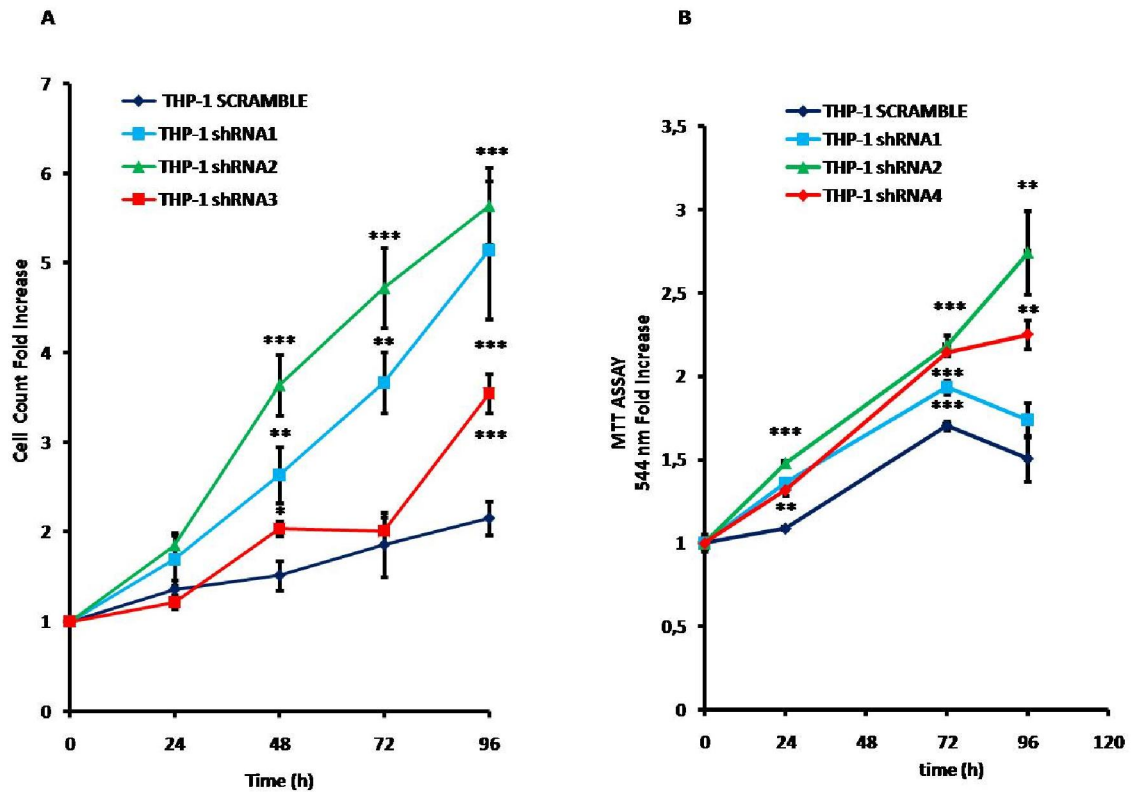 A
B
7
6
5
4
3
2
1
0
Cell Count Fold Increase
THP-1 SCRAMBLE
THP-1 shRNA1
THP-1 shRNA2
THP-1 shRNA3
***
***
***
**
***
**
***
*
0
24
48
72
96
Time (h)
3,5
3
2,5
2
1,5
1
0,5
0
MTT ASSAY
544 nm Fold Increase
THP-1 SCRAMBLE
THP-1 shRNA1
THP-1 shRNA2
THP-1 shRNA4
**
***
**
***
***
***
**
0
24
48
72
96
120
time (h)